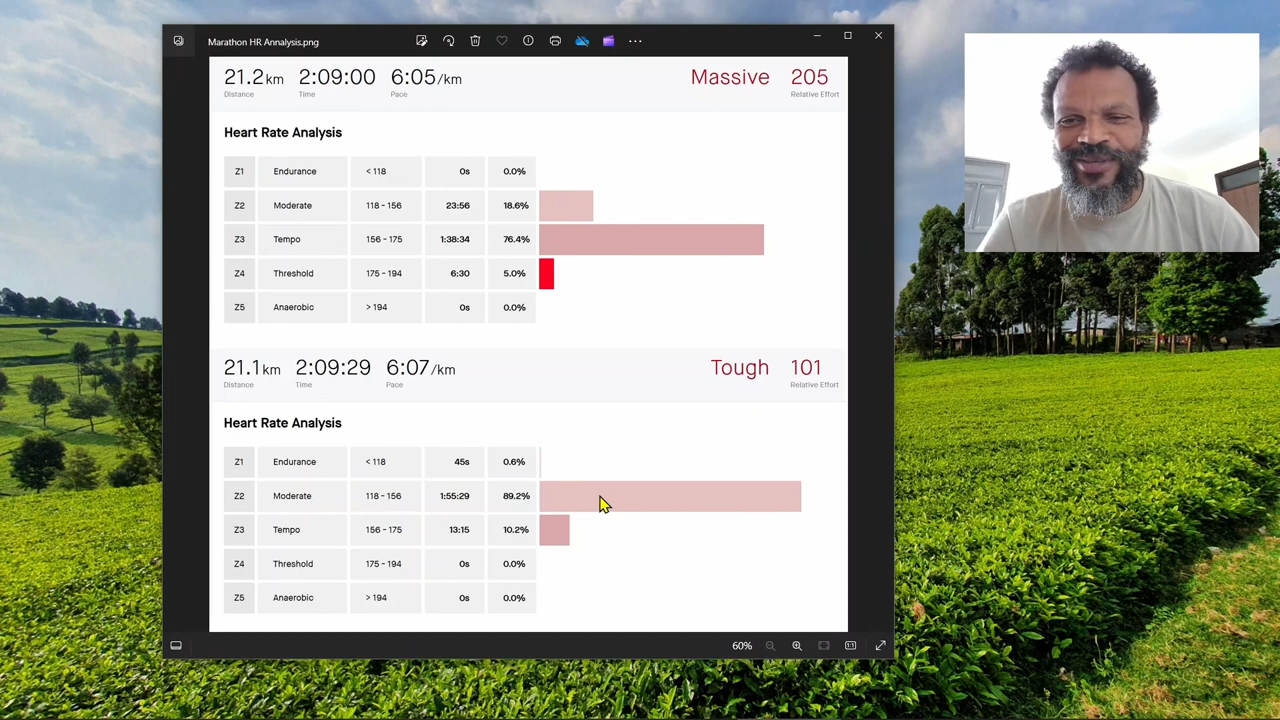 Marathon HR Annalysis.png
21.2km 2:09:00 6:05/km Massive 205
Distance Time Pace Relative Effort
Heart Rate Analysis
Z1 Endurance < 118 0s 0.0%
Z2 Moderate 118 - 156 23:56 18.6%
Z3 Tempo 156 - 175 1:38:34 76.4%
Z4 Threshold 175 - 194 6:30 5.0%
Z5 Anaerobic > 194 0s 0.0%
21.1km 2:09:29 6:07/km Tough 101
Distance Time Pace Relative Effort
Heart Rate Analysis
Z1 Endurance < 118 45s 0.6%
Z2 Moderate 118 - 156 1:55:29 89.2%
Z3 Tempo 156 - 175 13:15 10.2%
Z4 Threshold 175 - 194 0s 0.0%
Z5 Anaerobic > 194 0s 0.0%
60% 1:1